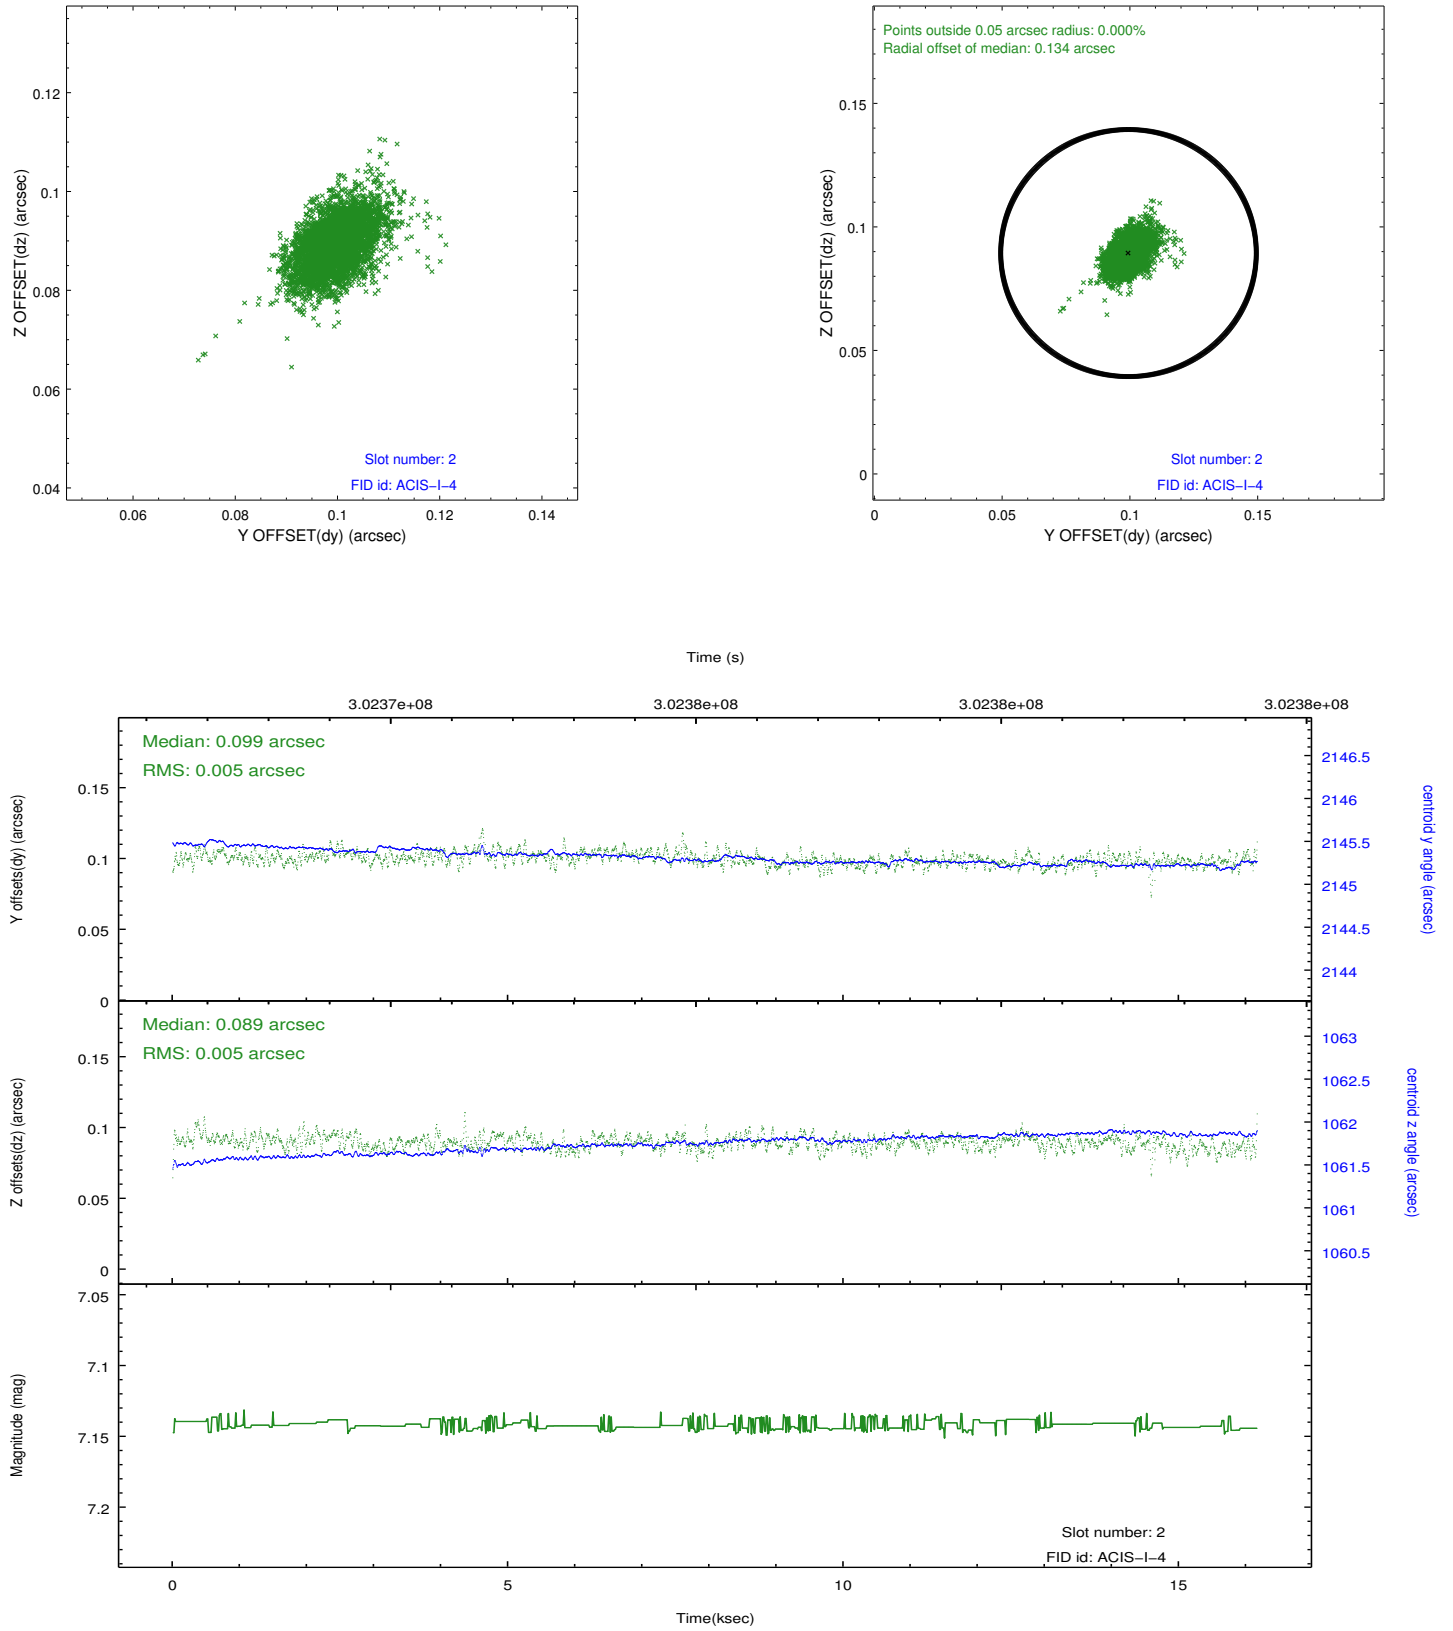 0.12
0.1
0.08
0.06
0.04
Z OFFSET(dz) (arcsec)
0.06 0.08 0.1 0.12 0.14
Y OFFSET(dy) (arcsec)
Slot number: 2
FID id: ACIS−I−4
Points outside 0.05 arcsec radius: 0.000%
Radial offset of median: 0.134 arcsec
0.15
0.1
0.05
0
Z OFFSET(dz) (arcsec)
Slot number: 2
FID id: ACIS−I−4
0 0.05 0.1 0.15
Y OFFSET(dy) (arcsec)
Time (s)
3.0237e+08 3.0238e+08 3.0238e+08 3.0238e+08
Median: 0.099 arcsec
RMS: 0.005 arcsec
0.15
0.1
0.05
0
Y offsets(dy) (arcsec)
2146.5
2146
2145.5
2145
2144.5
2144
centroid y angle (arcsec)
Median: 0.089 arcsec
RMS: 0.005 arcsec
0.15
0.1
0.05
0
Z offsets(dz) (arcsec)
1063
1062.5
1062
1061.5
1061
1060.5
centroid z angle (arcsec)
7.05
7.1
7.15
7.2
Magnitude (mag)
Slot number: 2
FID id: ACIS−I−4
0 5 10 15
Time(ksec)